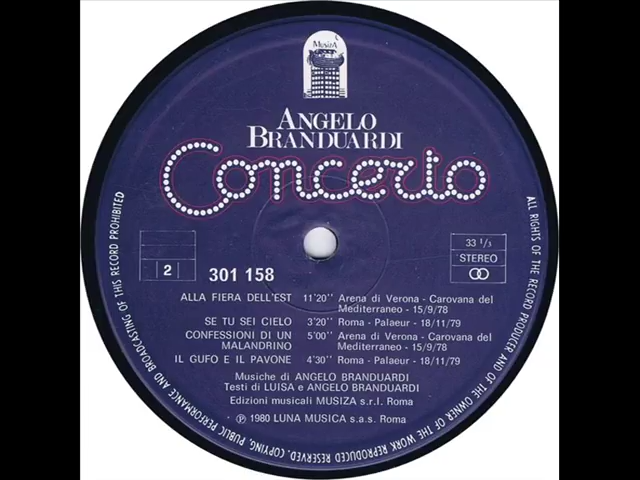 MUSIZA
ANGELO
BRANDUARDI
Concerto
33 1/3
STEREO
2
301 158
ALLA FIERA DELL'EST 11'20'' Arena di Verona - Carovana del
Mediterraneo - 15/9/78
SE TU SEI CIELO 3'20'' Roma - Palaeur - 18/11/79
CONFESSIONI DI UN 5'00'' Arena di Verona - Carovana del
MALANDRINO Mediterraneo - 15/9/78
IL GUFO E IL PAVONE 4'30'' Roma - Palaeur - 18/11/79
Musiche di ANGELO BRANDUARDI
Testi di LUISA e ANGELO BRANDUARDI
Edizioni musicali MUSIZA s.r.l. Roma
Ⓟ 1980 LUNA MUSICA s.a.s. Roma
ALL RIGHTS OF THE RECORD PRODUCER AND OF THE OWNER OF THE WORK REPRODUCED RESERVED. COPYING, PUBLIC PERFORMANCE AND BROADCASTING OF THIS RECORD PROHIBITED